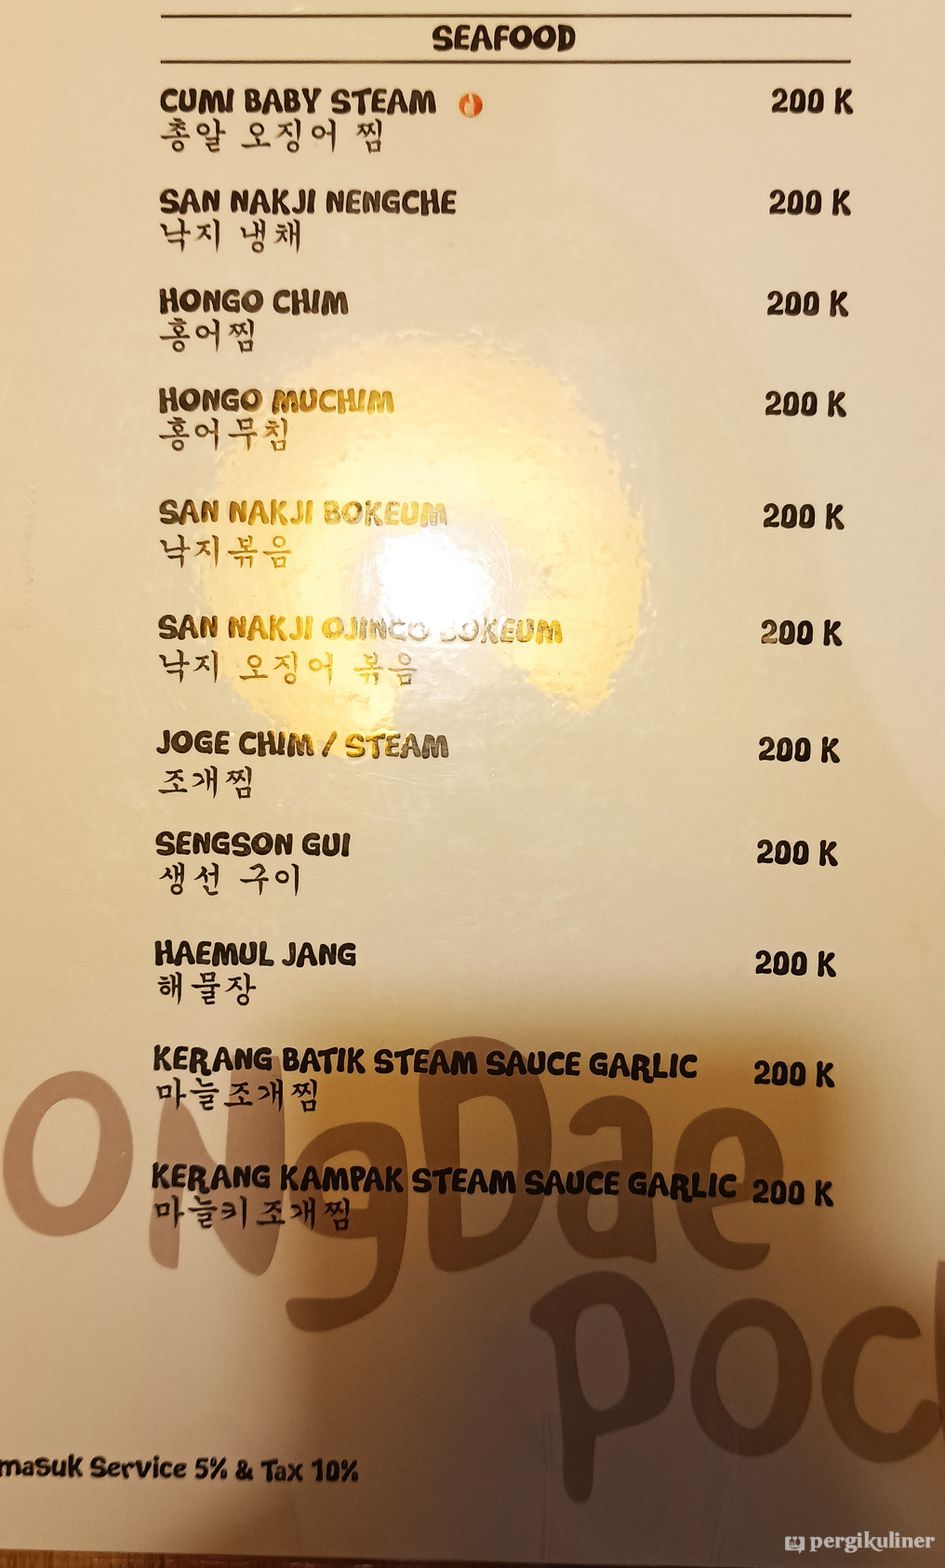 SEAFOOD
CUMI BABY STEAM 200 K
총알 오징어 찜
SAN NAKJI NENGCHE 200 K
낙지 냉채
HONGO CHIM 200 K
홍어찜
HONGO MUCHIM 200 K
홍어무침
SAN NAKJI BOKEUM 200 K
낙지볶음
SAN NAKJI OJINCO BOKEUM 200 K
낙지 오징어 볶음
JOGE CHIM / STEAM 200 K
조개찜
SENGSON GUI 200 K
생선 구이
HAEMUL JANG 200 K
해물장
KERANG BATIK STEAM SAUCE GARLIC 200 K
마늘조개찜
KERANG KAMPAK STEAM SAUCE GARLIC 200 K
마늘키조개찜
ONgDae
Poc
masuk Service 5% & Tax 10%
pergikuliner